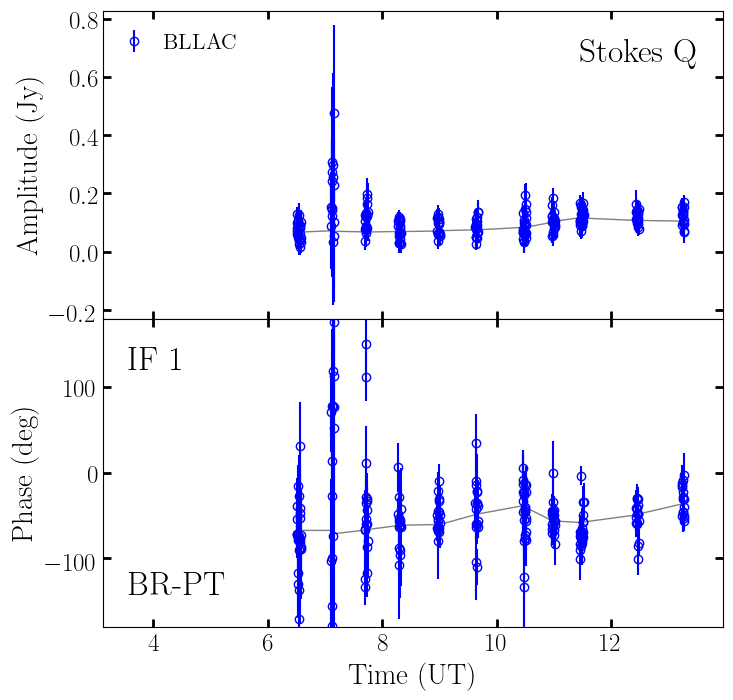 0.8
BLLAC
Stokes Q
0.6
0.4
0.2
0.0
−0.2
Amplitude (Jy)
IF 1
100
0
−100
Phase (deg)
BR-PT
4 6 8 10 12
Time (UT)